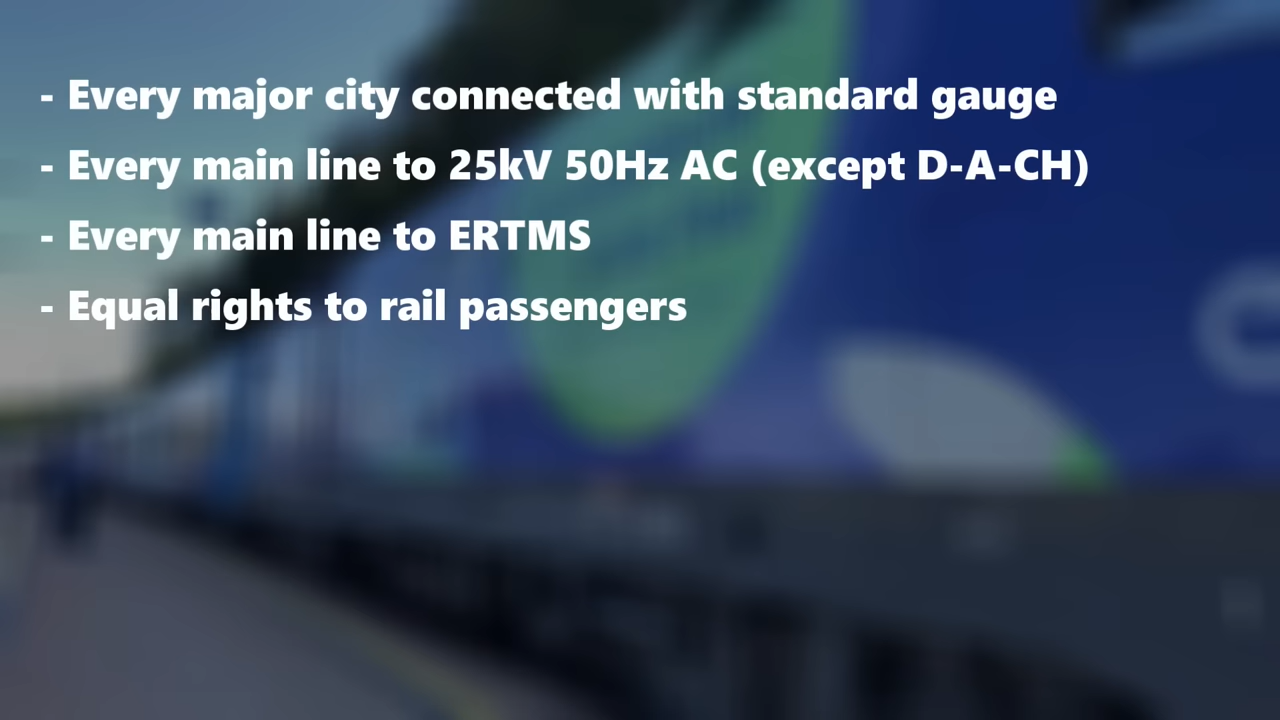 - Every major city connected with standard gauge
- Every main line to 25kV 50Hz AC (except D-A-CH)
- Every main line to ERTMS
- Equal rights to rail passengers